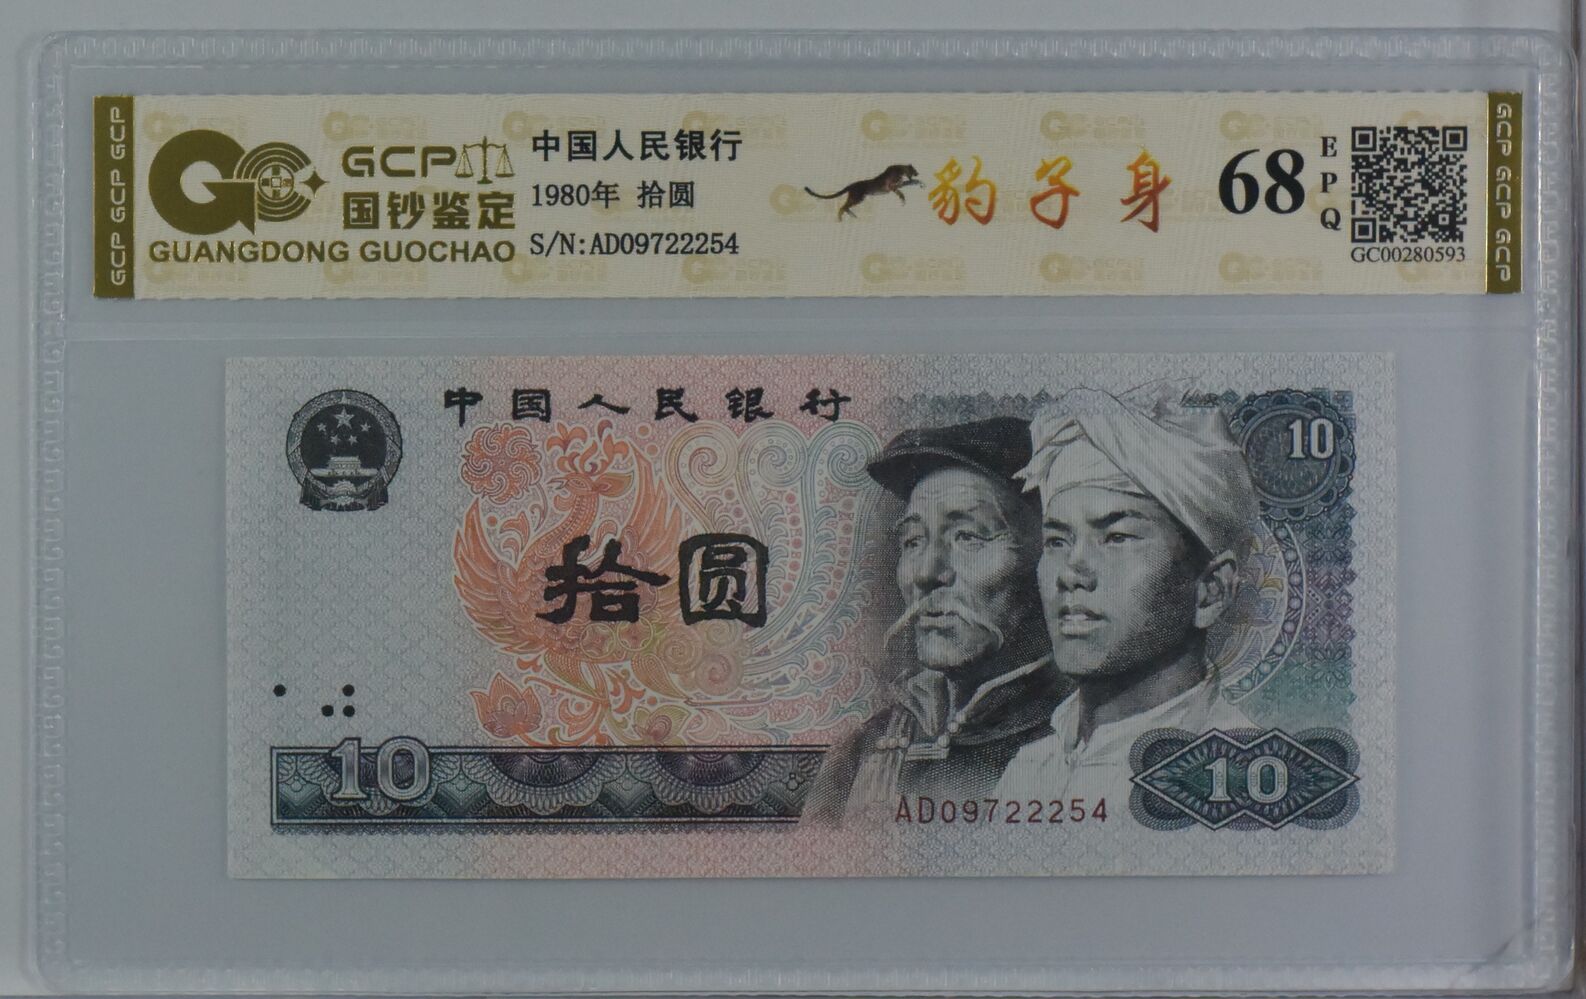 GCP GCP GCP
GCP
国钞鉴定
GUANGDONG GUOCHAO
中国人民银行
1980年 拾圆
S/N:AD09722254
豹子身
68
EPQ
GC00280593
GCP GCP GCP
中国人民银行
10
拾圆
10
AD09722254
10